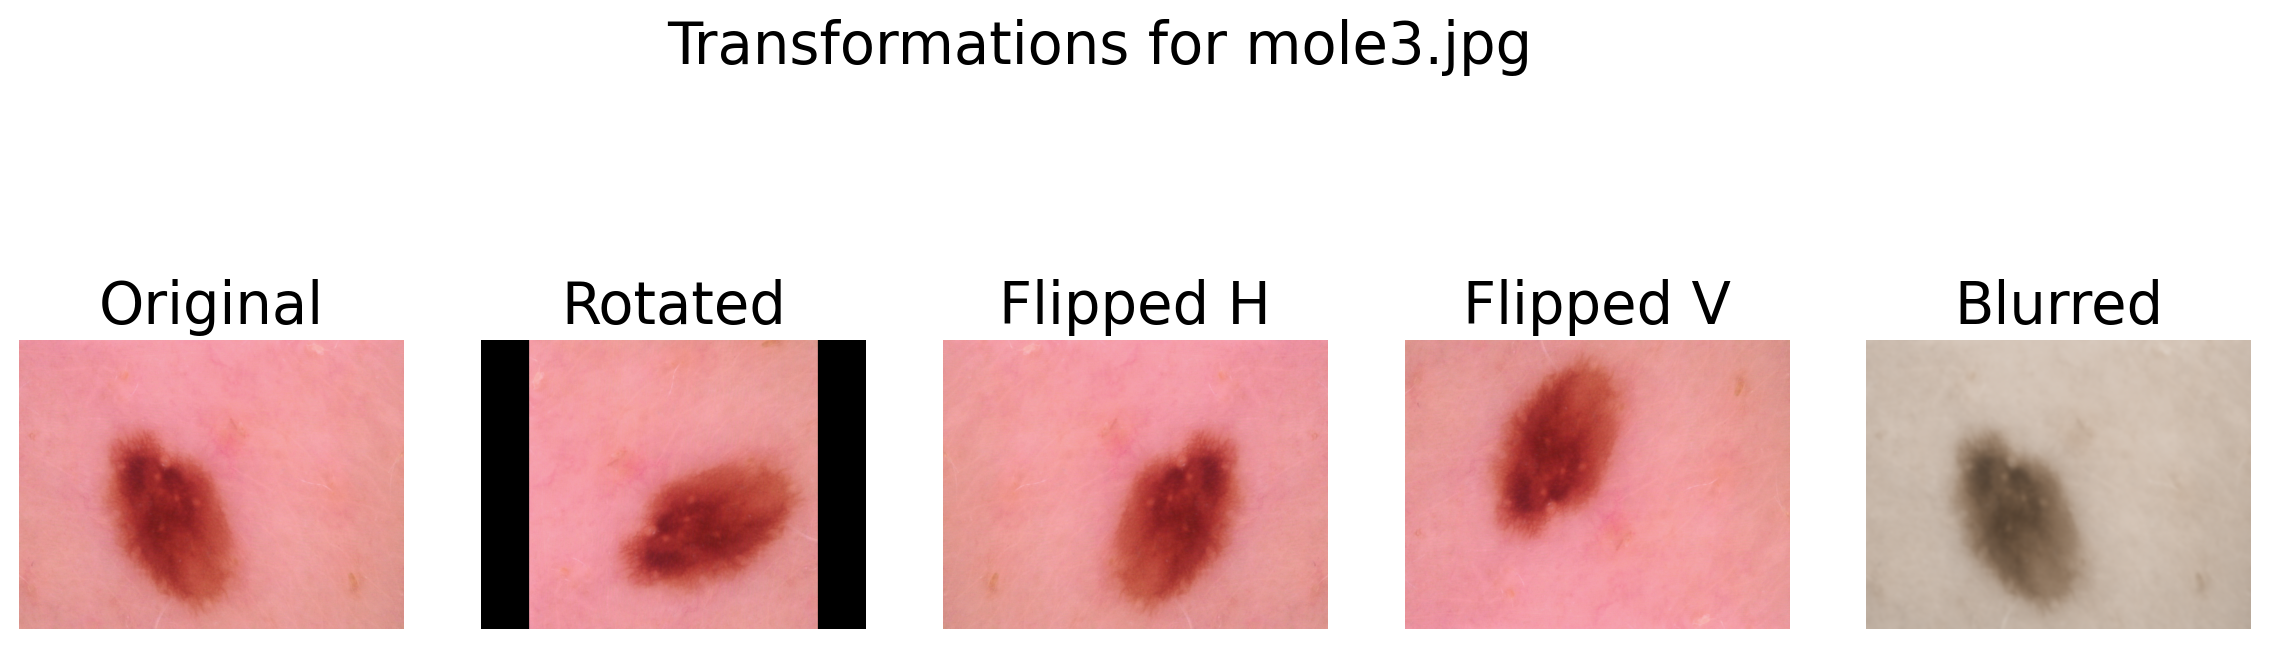 Transformations for mole3.jpg
Original
Rotated
Flipped H
Flipped V
Blurred